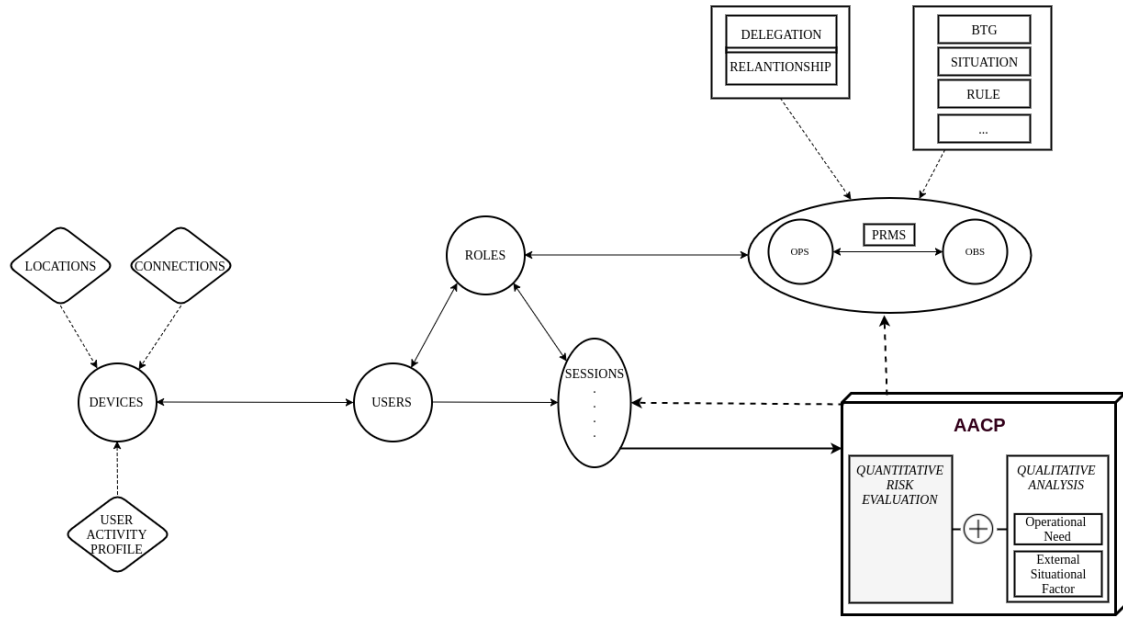 DELEGATION
RELANTIONSHIP
BTG
SITUATION
RULE
...
PRMS
OPS
OBS
ROLES
LOCATIONS
CONNECTIONS
DEVICES
USERS
SESSIONS
.
.
.
.
USER
ACTIVITY
PROFILE
AACP
QUANTITATIVE
RISK
EVALUATION
QUALITATIVE
ANALYSIS
Operational
Need
External
Situational
Factor